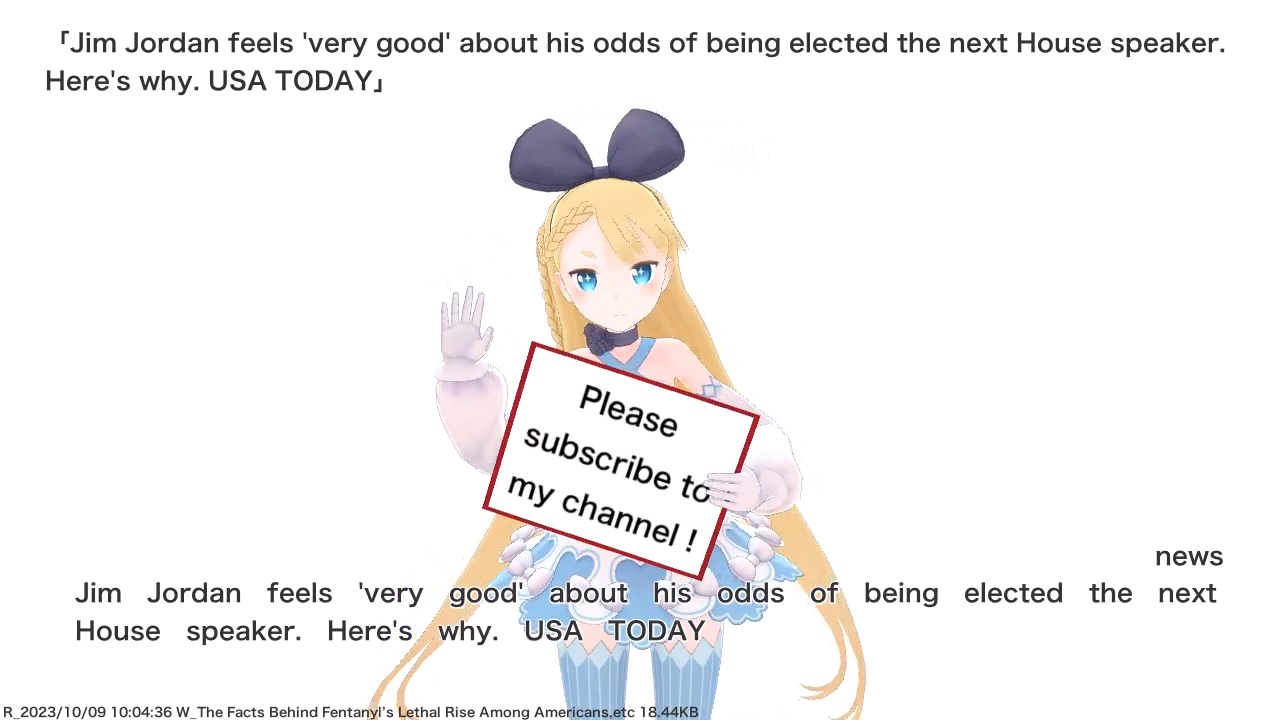 「Jim Jordan feels 'very good' about his odds of being elected the next House speaker.
Here's why. USA TODAY」
Please
subscribe to
my channel !
news
Jim Jordan feels 'very good' about his odds of being elected the next
House speaker. Here's why. USA TODAY
R_2023/10/09 10:04:36 W_The Facts Behind Fentanyl's Lethal Rise Among Americans,etc 18.44KB